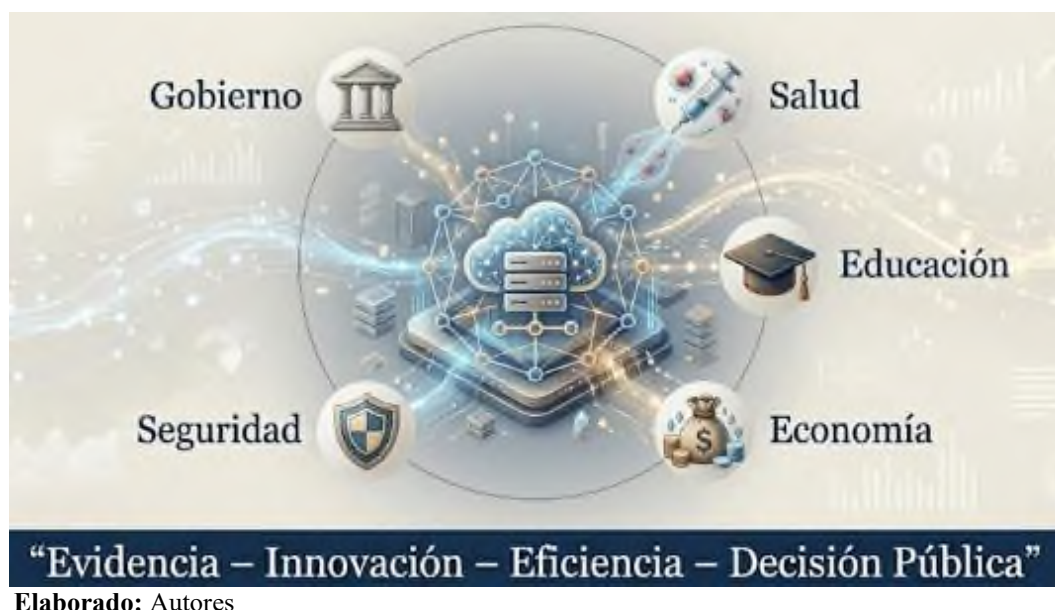 Gobierno
Salud
Educación
Seguridad
Economía
“Evidencia – Innovación – Eficiencia – Decisión Pública”
Elaborado: Autores